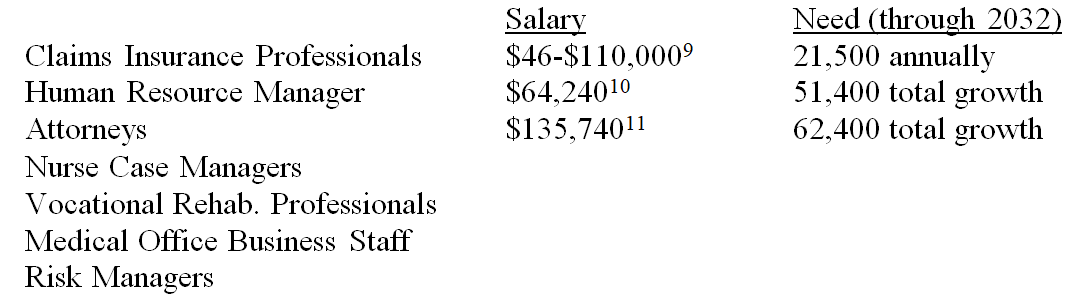 Salary Need (through 2032)
Claims Insurance Professionals $46-$110,000⁹ 21,500 annually
Human Resource Manager $64,240¹⁰ 51,400 total growth
Attorneys $135,740¹¹ 62,400 total growth
Nurse Case Managers
Vocational Rehab. Professionals
Medical Office Business Staff
Risk Managers